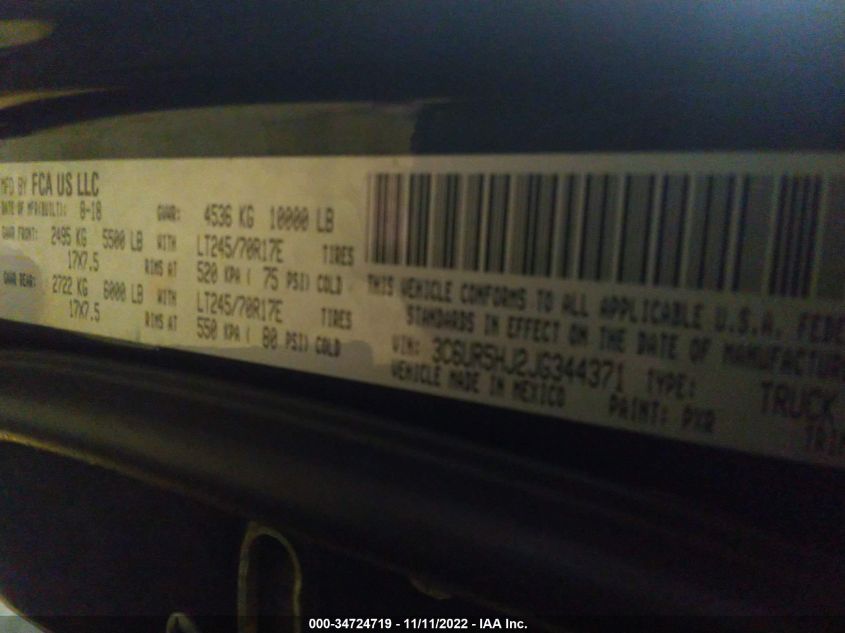 MFD BY FCA US LLC
DATE OF MFR(BUILT): 8-18 GVWR: 4536 KG 10000 LB
GAWR FRONT: 2495 KG 5500 LB WITH LT245/70R17E TIRES
17X7.5 RIMS AT 520 KPA ( 75 PSI) COLD
GAWR REAR: 2722 KG 6000 LB WITH LT245/70R17E TIRES
17X7.5 RIMS AT 550 KPA ( 80 PSI) COLD
THIS VEHICLE CONFORMS TO ALL APPLICABLE U.S.A. FEDE
STANDARDS IN EFFECT ON THE DATE OF MANUFACTURE
VIN: 3C6UR5HJ2JG344371 TYPE: TRUCK
VEHICLE MADE IN MEXICO PAINT: PXR TRIM
000-34724719 - 11/11/2022 - IAA Inc.